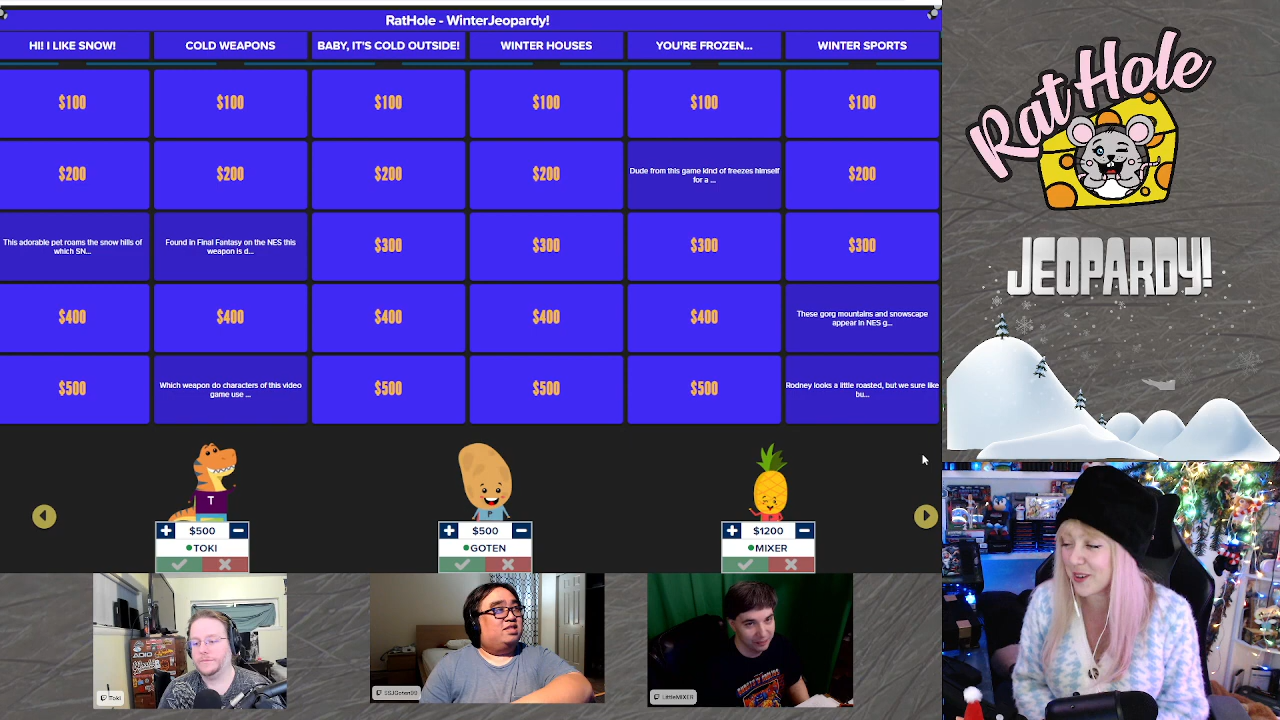 RatHole - WinterJeopardy!
HI! I LIKE SNOW!
COLD WEAPONS
BABY, IT'S COLD OUTSIDE!
WINTER HOUSES
YOU'RE FROZEN...
WINTER SPORTS
$100
$100
$100
$100
$100
$100
$200
$200
$200
$200
Dude from this game kind of freezes himself
for a ...
$200
This adorable pet roams the snow hills of
which SN...
Found in Final Fantasy on the NES this
weapon is d...
$300
$300
$300
$300
$400
$400
$400
$400
$400
These gorg mountains and snowscape
appear in NES g...
$500
Which weapon do characters of this video
game use ...
$500
$500
$500
Rodney looks a little roasted, but we sure like
bu...
T
P
+ $500 -
+ $500 -
+ $1200 -
TOKI
GOTEN
MIXER
Toki
SSJGoten89
LittleMIXER
Rat Hole
JEOPARDY!